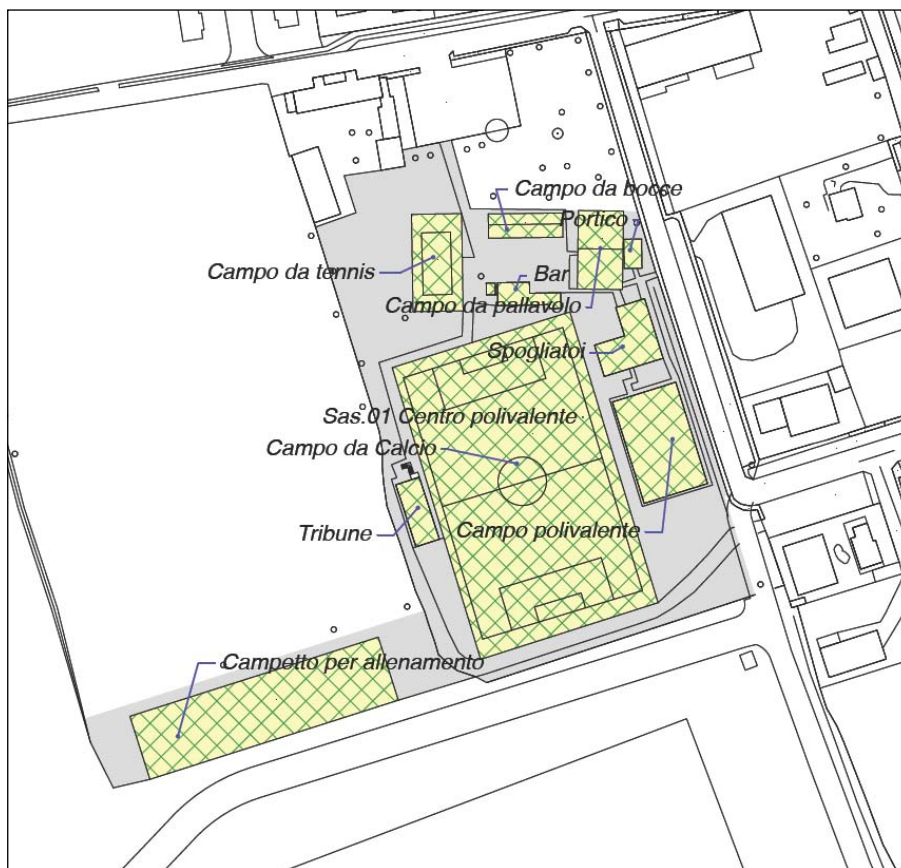 Campo da bocce
Portico
Campo da tennis
Bar
Campo da pallavolo
Spogliatoi
Sas.01 Centro polivalente
Campo da Calcio
Tribune
Campo polivalente
Campetto per allenamento